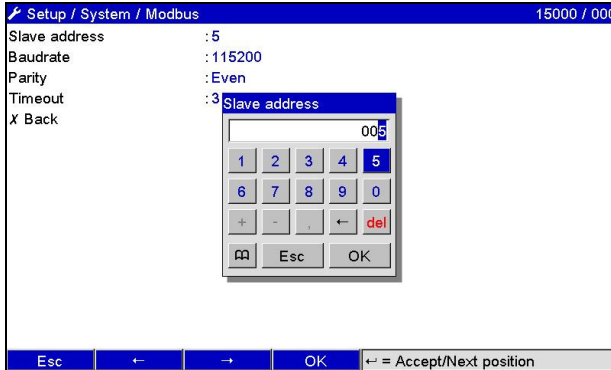 Setup / System / Modbus 15000 / 000
Slave address : 5
Baudrate : 115200
Parity : Even
Timeout : 3
X Back
Slave address
005
1 2 3 4 5
6 7 8 9 0
+ - , ← del
Esc OK
Esc ← → OK ↵ = Accept/Next position